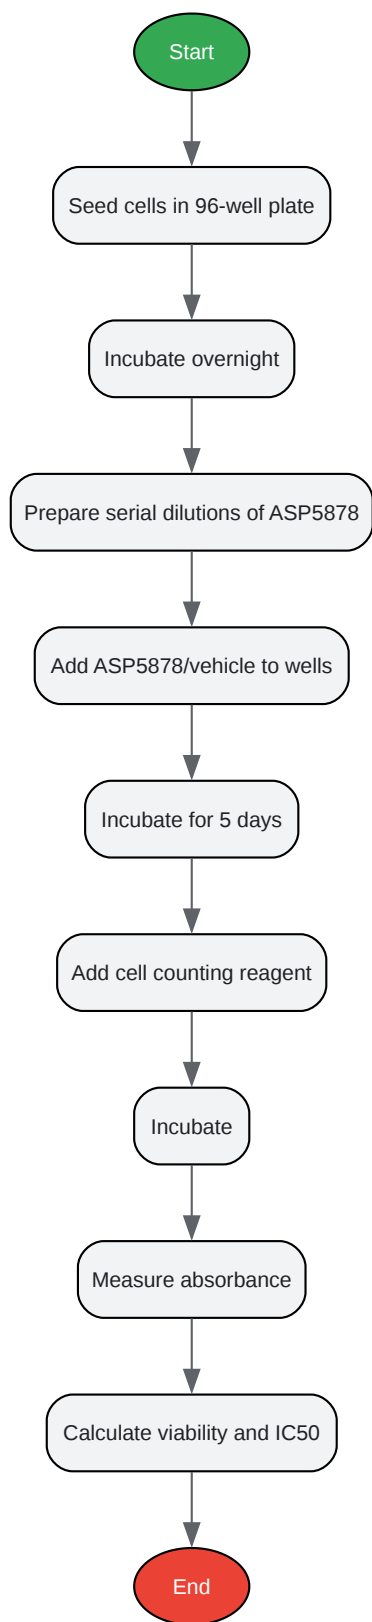 Start
Seed cells in 96-well plate
Incubate overnight
Prepare serial dilutions of ASP5878
Add ASP5878/vehicle to wells
Incubate for 5 days
Add cell counting reagent
Incubate
Measure absorbance
Calculate viability and IC50
End